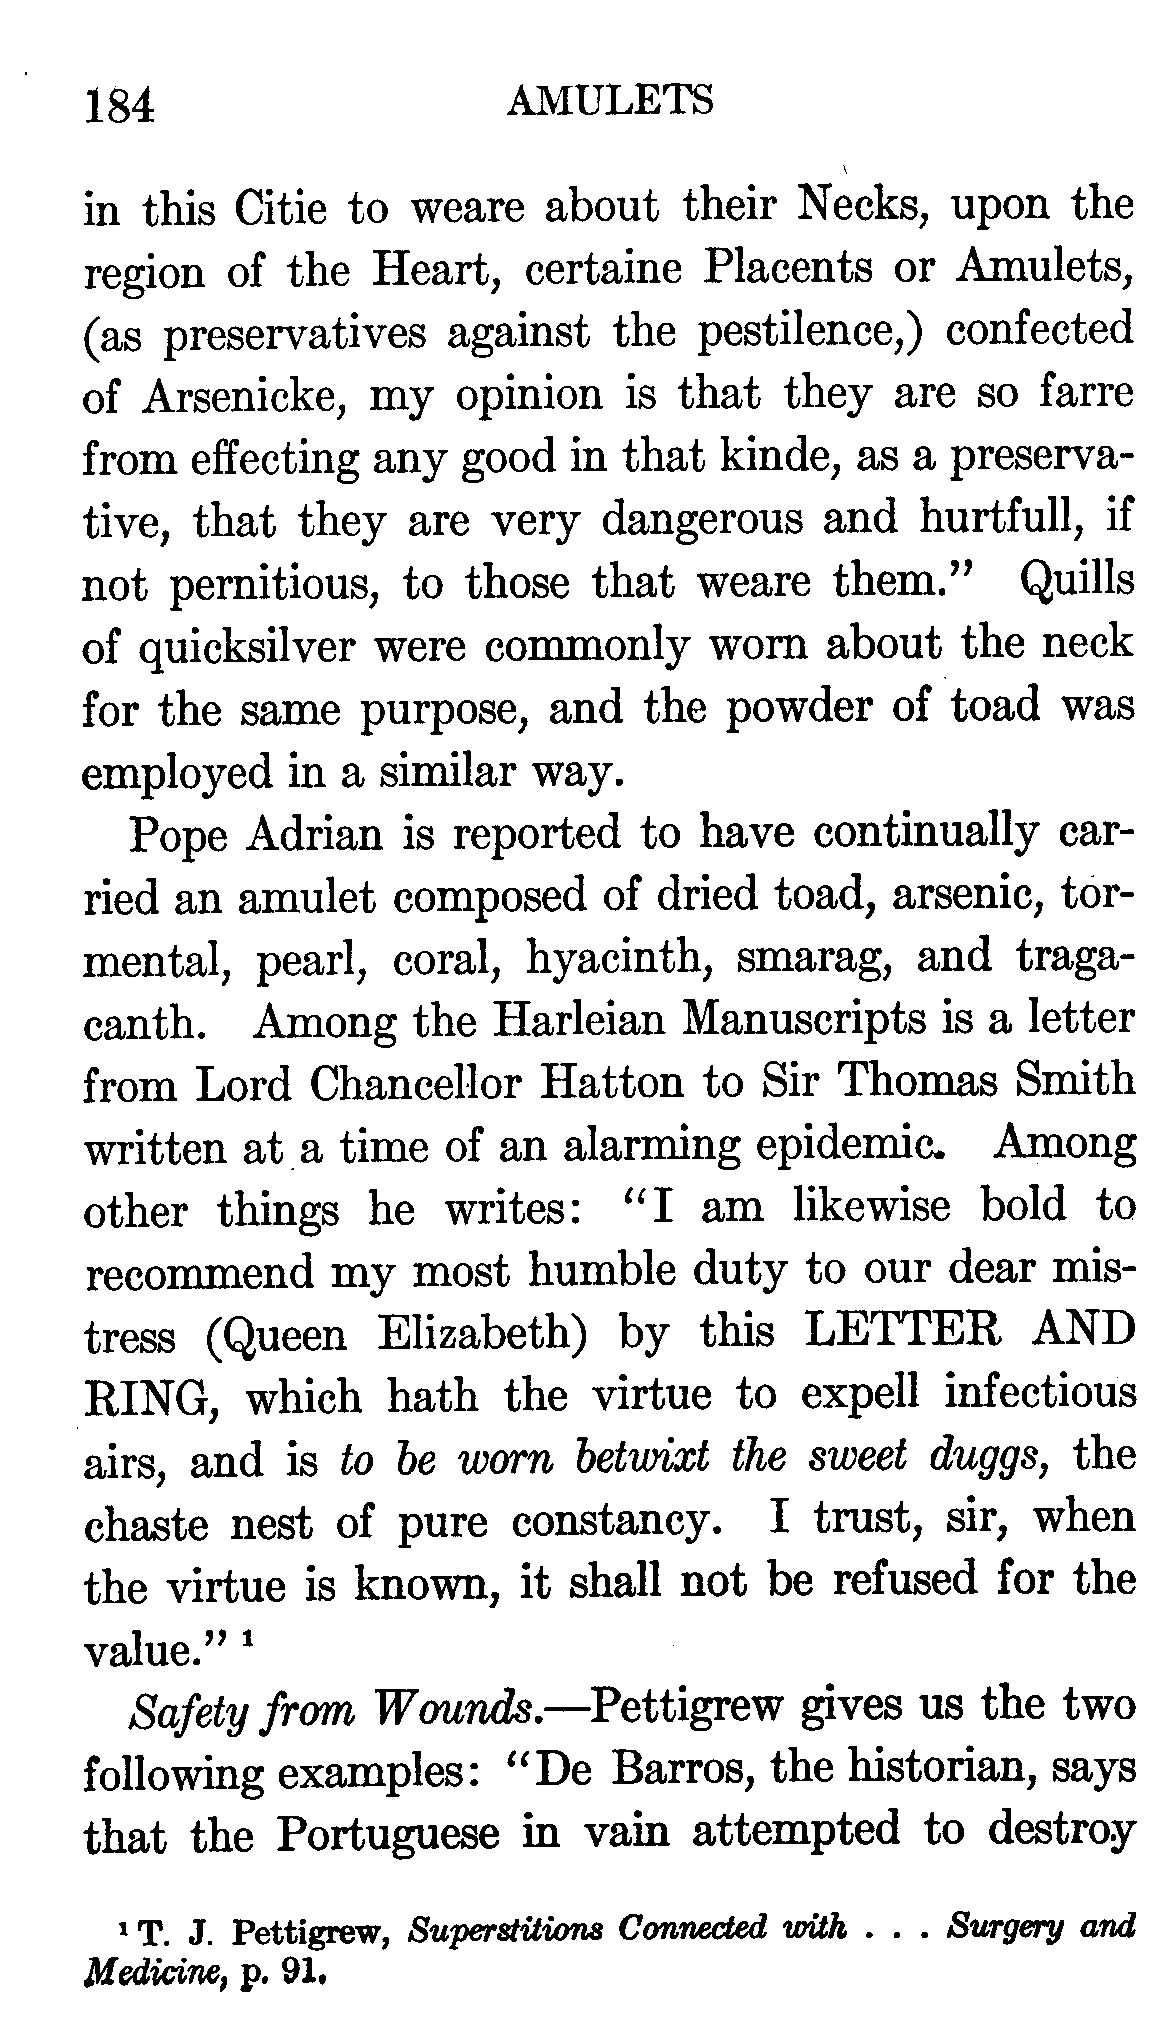 184 AMULETS
in this Citie to weare about their Necks, upon the
region of the Heart, certaine Placents or Amulets,
(as preservatives against the pestilence,) confected
of Arsenicke, my opinion is that they are so farre
from effecting any good in that kinde, as a preserva-
tive, that they are very dangerous and hurtfull, if
not pernitious, to those that weare them.” Quills
of quicksilver were commonly worn about the neck
for the same purpose, and the powder of toad was
employed in a similar way.
Pope Adrian is reported to have continually car-
ried an amulet composed of dried toad, arsenic, tor-
mental, pearl, coral, hyacinth, smarag, and traga-
canth. Among the Harleian Manuscripts is a letter
from Lord Chancellor Hatton to Sir Thomas Smith
written at a time of an alarming epidemic. Among
other things he writes: “I am likewise bold to
recommend my most humble duty to our dear mis-
tress (Queen Elizabeth) by this LETTER AND
RING, which hath the virtue to expell infectious
airs, and is to be worn betwixt the sweet duggs, the
chaste nest of pure constancy. I trust, sir, when
the virtue is known, it shall not be refused for the
value.” ¹
Safety from Wounds.—Pettigrew gives us the two
following examples: “De Barros, the historian, says
that the Portuguese in vain attempted to destroy
¹ T. J. Pettigrew, Superstitions Connected with . . . Surgery and
Medicine, p. 91.